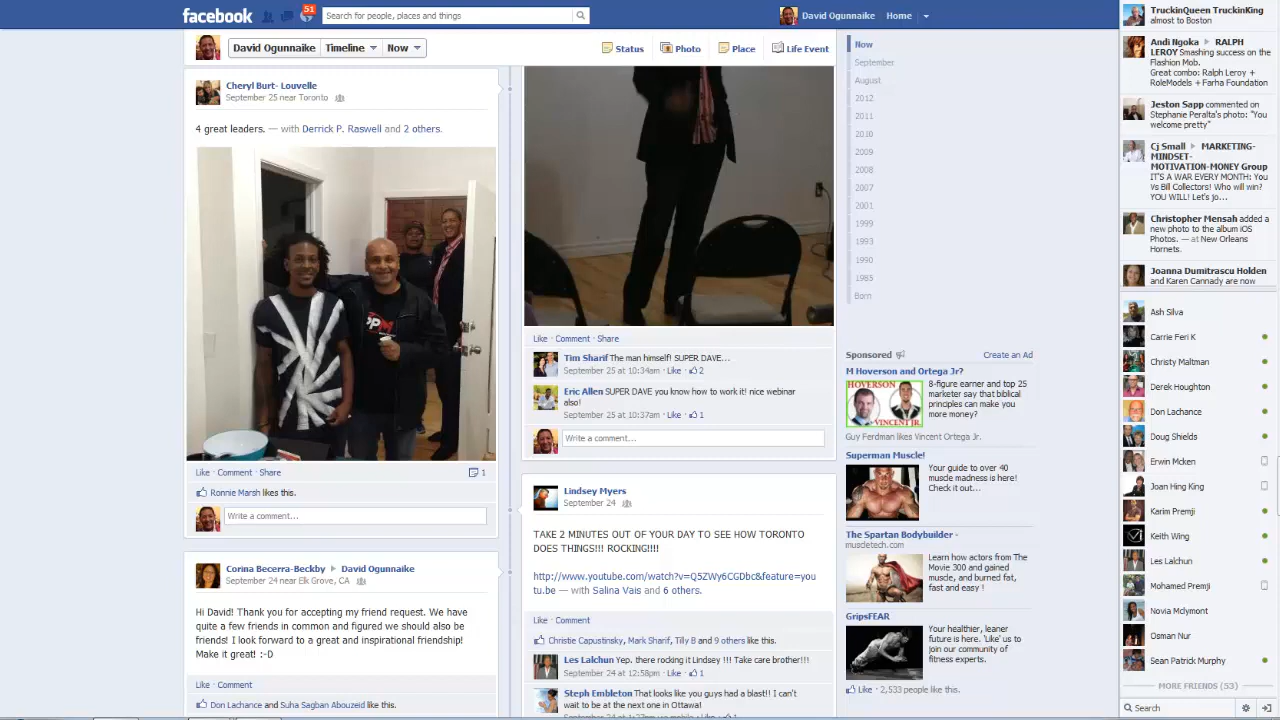 facebook
51
Search for people, places and things
David Ogunnaike
Home
David Ogunnaike
Timeline
Now
Status
Photo
Place
Life Event
Cheryl Burt- Louvelle
September 25 near Toronto
4 great leaders. — with Derrick P. Raswell and 2 others.
Like · Comment · Share
1
Ronnie Marsh likes this.
Write a comment...
Corina Becerra-Beckby ▸ David Ogunnaike
September 24 near Elk Grove, CA
Hi David! Thank you for accepting my friend request. We have
quite a few friends in common and figured we should also be
friends! I look forward to a great and inspirational friendship!
Make it great! :-D
Like · Comment
Don Lachance and Suha Sagban Abouzeid like this.
Like · Comment · Share
Tim Sharif The man himself! SUPER DAVE...
September 25 at 10:34am · Like · 2
Eric Allen SUPER DAVE you know how to work it! nice webinar
also!
September 25 at 10:37am · Like · 1
Write a comment...
Lindsey Myers
September 24
TAKE 2 MINUTES OUT OF YOUR DAY TO SEE HOW TORONTO
DOES THINGS!!! ROCKING!!!!
http://www.youtube.com/watch?v=Q5ZWy6CGDbc&feature=you
tu.be — with Salina Vais and 6 others.
Like · Comment
Christie Capustinsky, Mark Sharif, Tilly B and 9 others like this.
Les Lalchun Yep, there rocking it Lindsey !!! Take care brother!!!
September 24 at 12:58pm · Like · 1
Steph Embleton That looks like you guys had a blast!! I can't
wait to be at the next one in Ottawa!
Now
September
August
2012
2011
2010
2009
2008
2007
2001
1999
1993
1990
1985
Born
Sponsored
Create an Ad
M Hoverson and Ortega Jr?
HOVERSON
VINCENT JR.
8-figure earner and top 25
marketer say that biblical
principles can make you
more money?
Guy Ferdman likes Vincent Ortega Jr.
Superman Muscle!
Your guide to over 40
muscle madness is here!
Check it out...
The Spartan Bodybuilder -
muscletech.com
Learn how actors from The
Movie 300 and gained
muscle, and burned fat,
fast and easy !
GripsFEAR
Your healthier, leaner
future is here. 'Like' us to
join our community of
fitness experts.
Like · 2,533 people like this.
TruckinQueen TruckinKing
almost to Boston
Andi Ngoka ▸ RALPH
LEROY Smashing success on the
Flashion Mob.
Great combo: Ralph Leroy +
RoleModels + Farha Foundation
Jeston Sapp commented on
Stephanie Peralta's photo: "You
welcome pretty"
Cj Small ▸ MARKETING-
MINDSET-
MOTIVATION-MONEY Group
IT'S A WAR EVERY MONTH: You
Vs Bill Collectors! Who will win?
YOU WILL! Let's jo...
Christopher Mensah added a
new photo to the album iOS
Photos. — at New Orleans
Hornets.
Joanna Dumitrascu Holden
and Karen Cannady are now
Ash Silva
Carrie Feri K
Christy Maltman
Derek Houghton
Don Lachance
Doug Shields
Erwin Mcken
Joan Hing King
Karim Premji
Keith Wing
Les Lalchun
Mohamed Premji
Novia Mclymont
Osman Nur
Sean Patrick Murphy
MORE FRIENDS (53)
Search